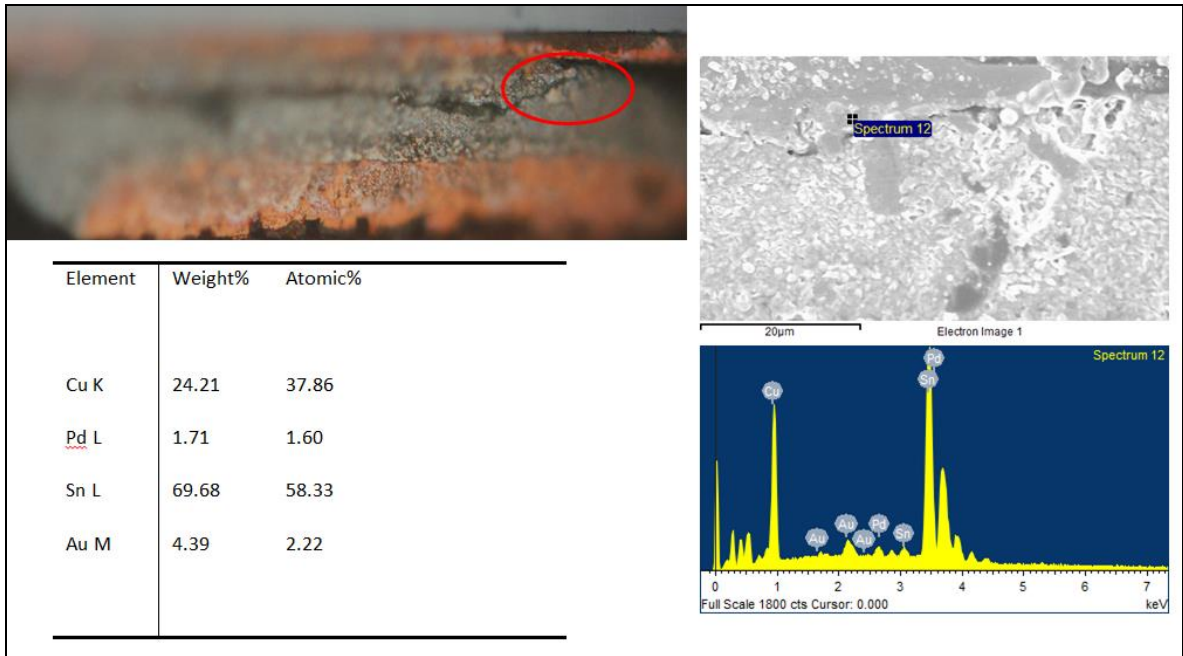 Element Weight% Atomic%
Cu K 24.21 37.86
Pd L 1.71 1.60
Sn L 69.68 58.33
Au M 4.39 2.22
Spectrum 12
20µm Electron Image 1
Spectrum 12
Pd
Sn
Cu
Au
Au
Au
Pd
Sn
0 1 2 3 4 5 6 7
Full Scale 1800 cts Cursor: 0.000 keV